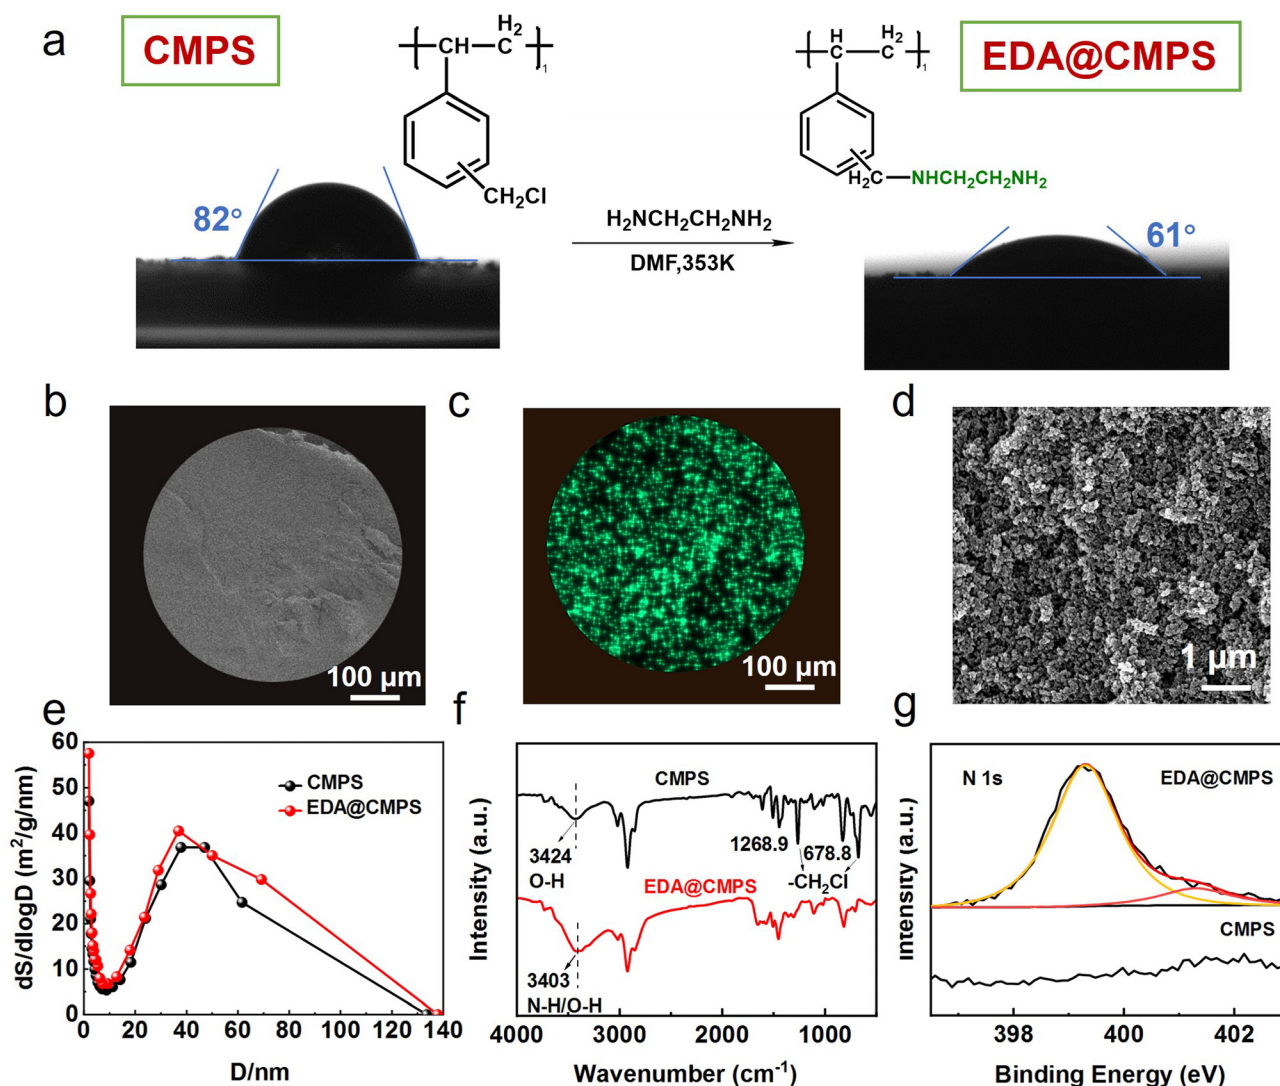 a
CMPS
CH
H2
1
CH2Cl
82°
H2NCH2CH2NH2
DMF,353K
H
C
H2
C
1
H2C
NHCH2CH2NH2
EDA@CMPS
61°
b
100 μm
c
100 μm
d
1 μm
e
60
50
40
30
20
10
0
dS/dlogD (m²/g/nm)
CMPS
EDA@CMPS
0 20 40 60 80 100 120 140
D/nm
f
Intensity (a.u.)
CMPS
3424
O-H
1268.9
678.8
-CH2Cl
EDA@CMPS
3403
N-H/O-H
4000 3000 2000 1000
Wavenumber (cm⁻¹)
g
Intensity (a.u.)
N 1s
EDA@CMPS
CMPS
398 400 402
Binding Energy (eV)